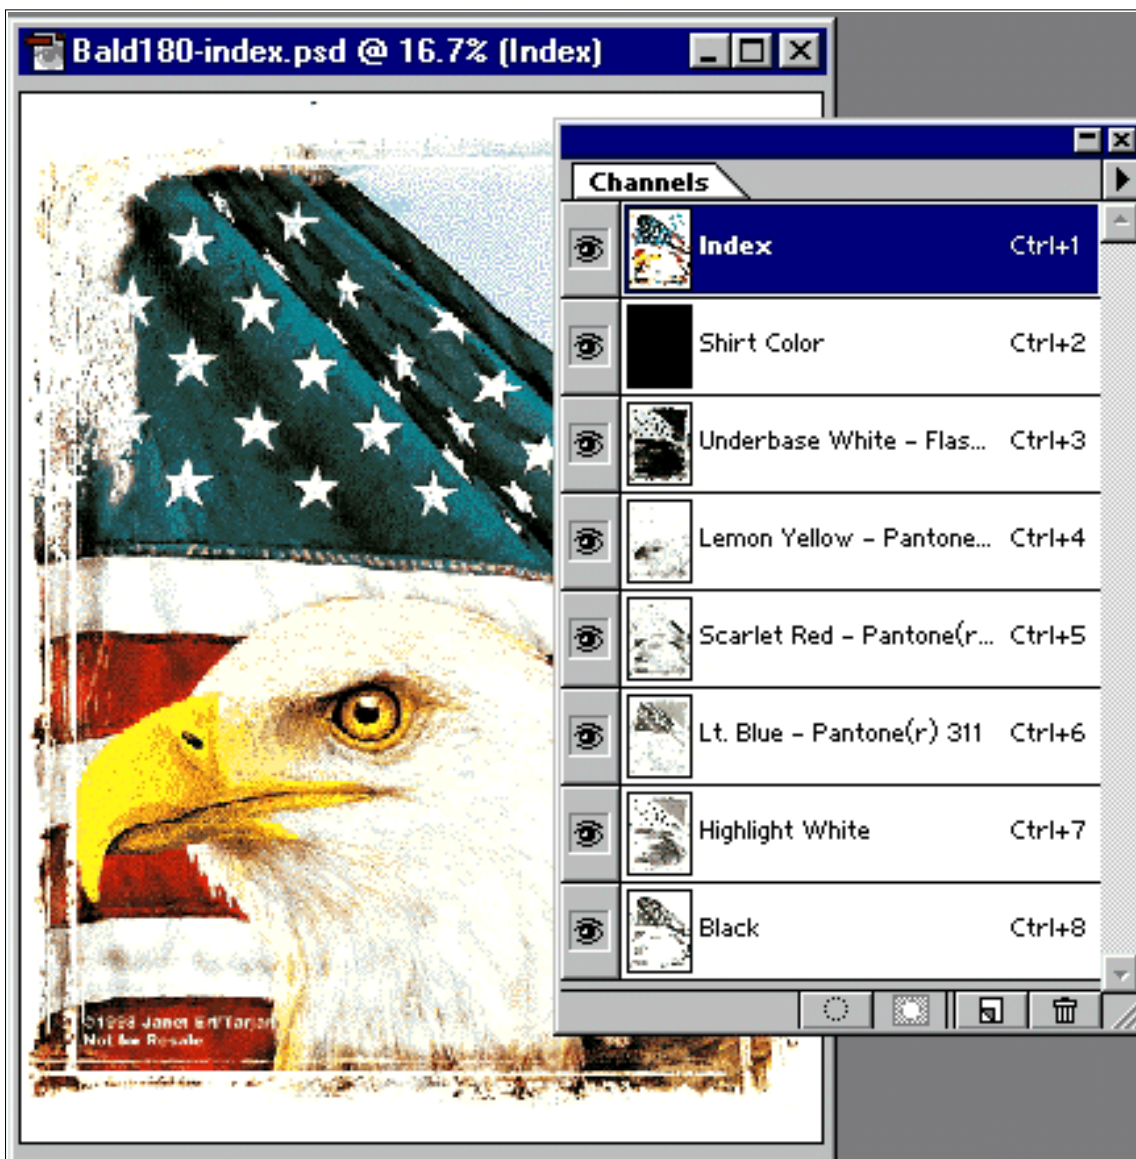 Bald180-index.psd @ 16.7% (Index)
Channels
Index Ctrl+1
Shirt Color Ctrl+2
Underbase White - Flas... Ctrl+3
Lemon Yellow - Pantone... Ctrl+4
Scarlet Red - Pantone(r... Ctrl+5
Lt. Blue - Pantone(r) 311 Ctrl+6
Highlight White Ctrl+7
Black Ctrl+8
©1998 Janet
Not for Resale